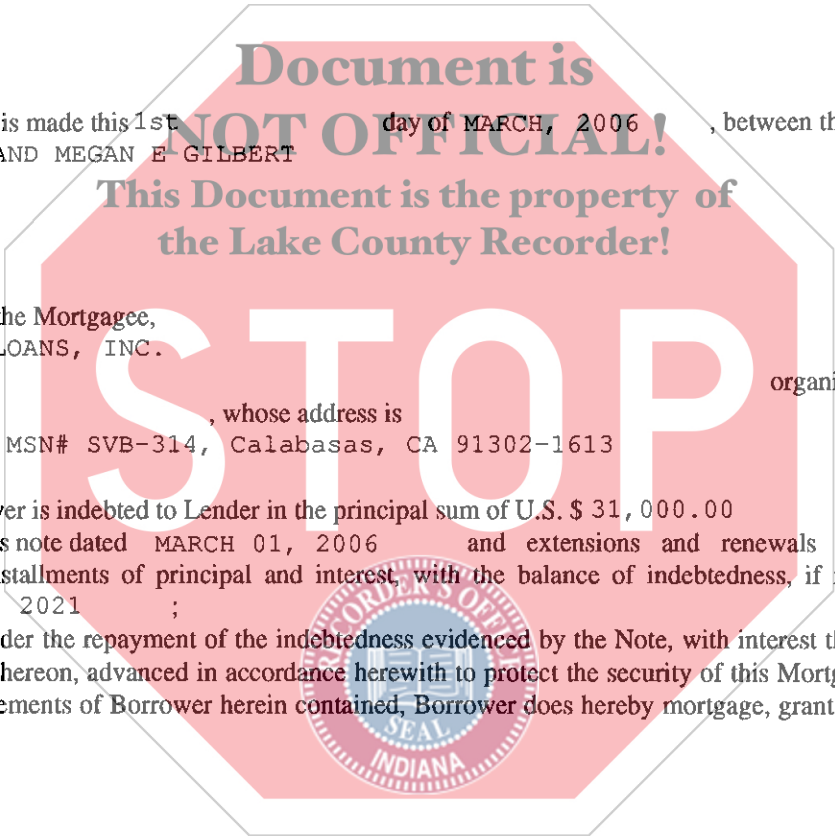 Document is
is made this 1st day of MARCH, 2006 , between th
NOT OFFICIAL!
AND MEGAN E GILBERT
This Document is the property of
the Lake County Recorder!
STOP
he Mortgagee,
LOANS, INC.
organi
, whose address is
MSN# SVB-314, Calabasas, CA 91302-1613
er is indebted to Lender in the principal sum of U.S. $ 31,000.00
s note dated MARCH 01, 2006 and extensions and renewals
stallments of principal and interest, with the balance of indebtedness, if
2021 ;
der the repayment of the indebtedness evidenced by the Note, with interest th
hereon, advanced in accordance herewith to protect the security of this Mortg
ements of Borrower herein contained, Borrower does hereby mortgage, grant
RECORDER'S OFFICE
SEAL
INDIANA